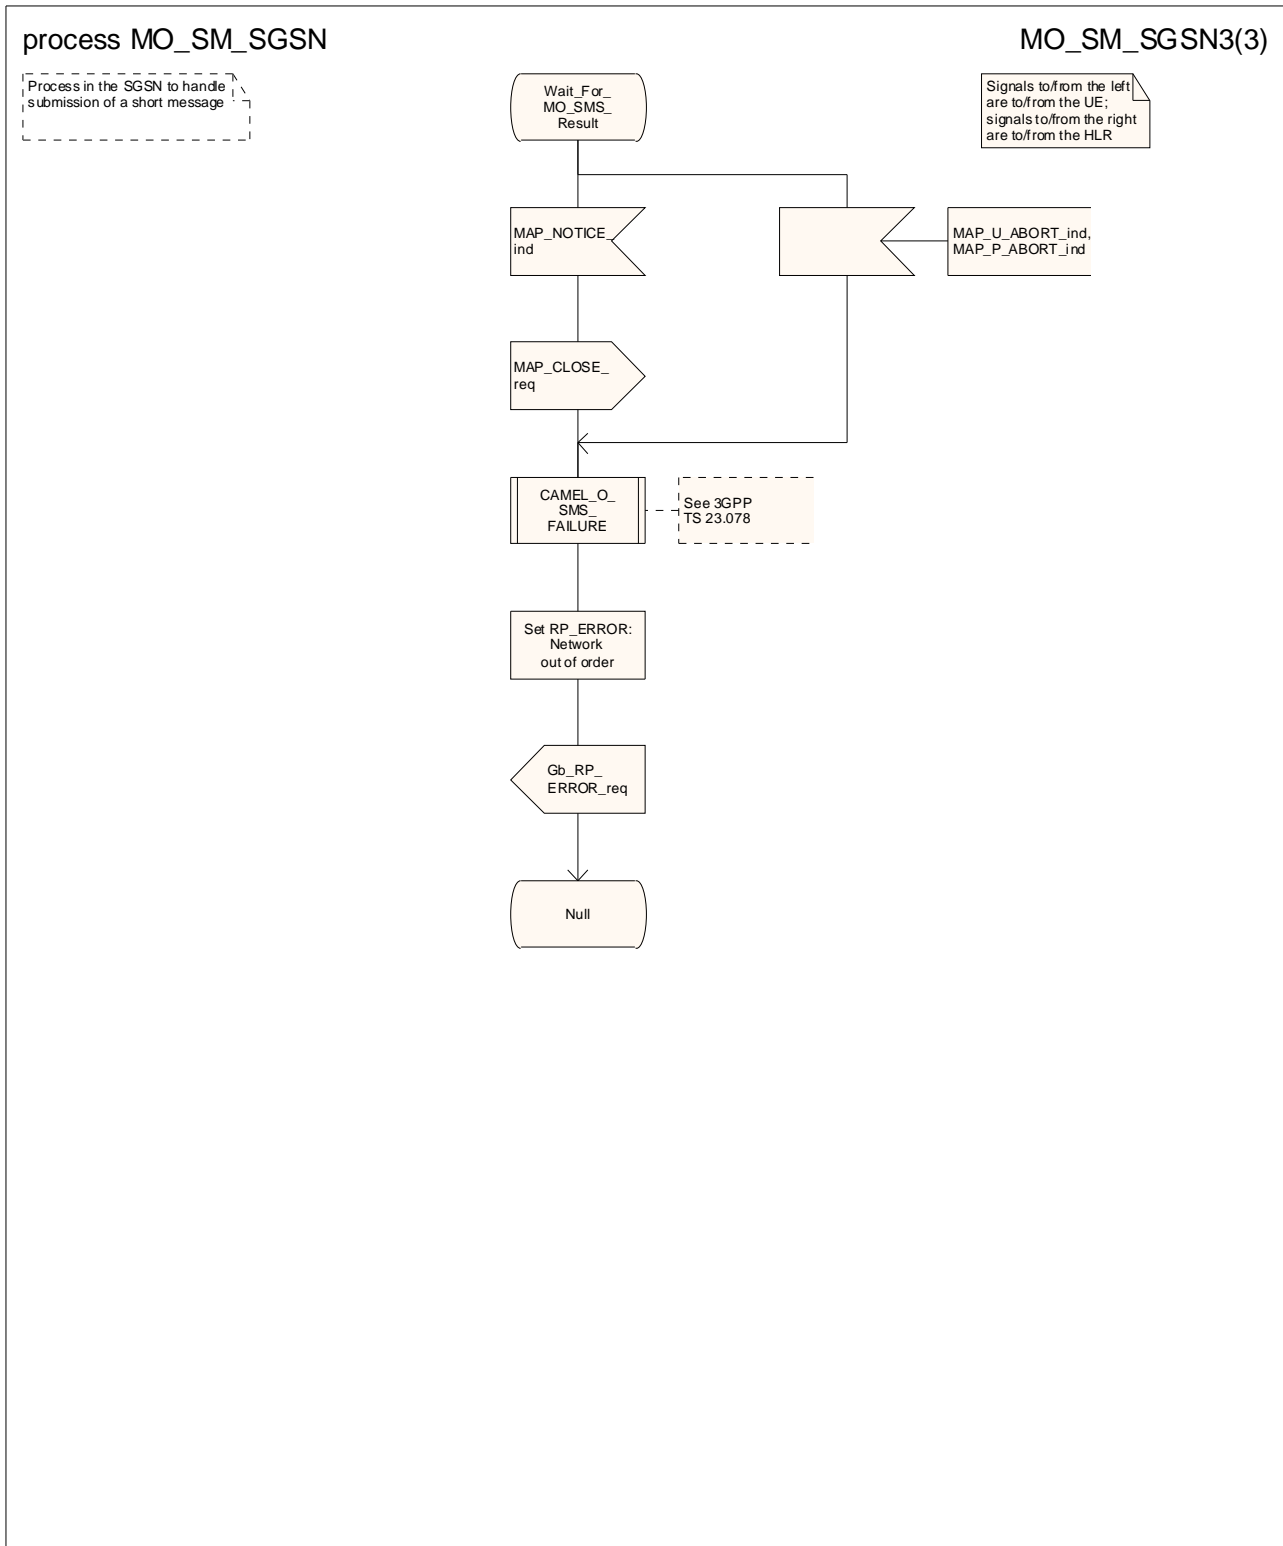 process MO_SM_SGSN
MO_SM_SGSN3(3)
Process in the SGSN to handle
submission of a short message
Wait_For_
MO_SMS_
Result
Signals to/from the left
are to/from the UE;
signals to/from the right
are to/from the HLR
MAP_NOTICE_
ind
MAP_U_ABORT_ind,
MAP_P_ABORT_ind
MAP_CLOSE_
req
CAMEL_O_
SMS_
FAILURE
See 3GPP
TS 23.078
Set RP_ERROR:
Network
out of order
Gb_RP_
ERROR_req
Null